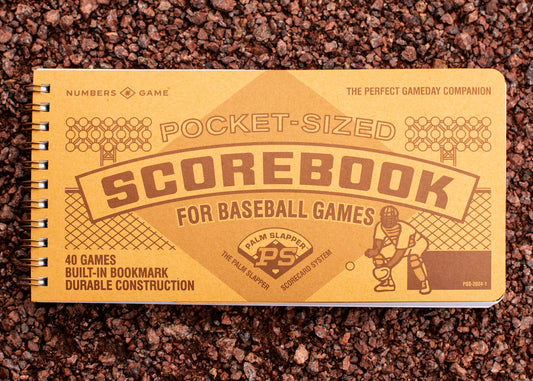 NUMBERS GAME
THE PERFECT GAMEDAY COMPANION
POCKET-SIZED
SCOREBOOK
FOR BASEBALL GAMES
40 GAMES
BUILT-IN BOOKMARK
DURABLE CONSTRUCTION
PALM SLAPPER
PS
THE PALM SLAPPER SCORECARD SYSTEM